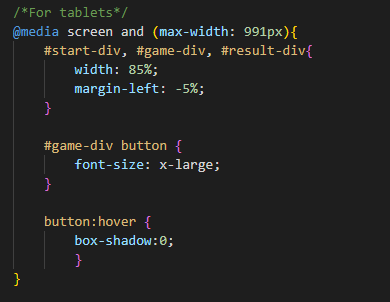 /*For tablets*/
@media screen and (max-width: 991px){
    #start-div, #game-div, #result-div{
        width: 85%;
        margin-left: -5%;
    }

    #game-div button {
        font-size: x-large;
    }

    button:hover {
        box-shadow:0;
        }
}